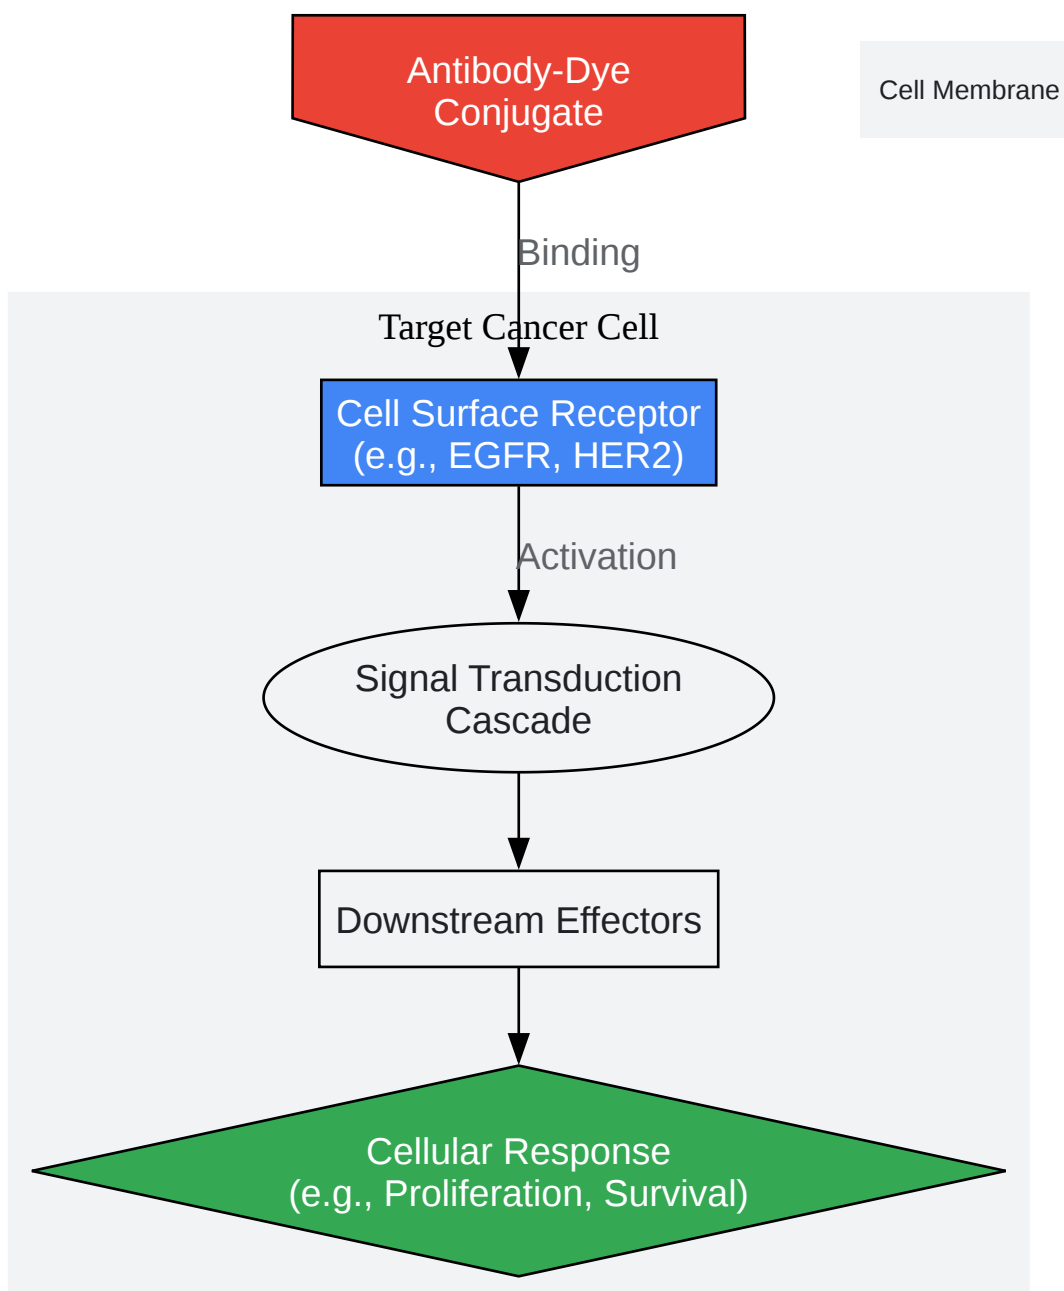 Antibody-Dye
Conjugate
Cell Membrane
Binding
Target Cancer Cell
Cell Surface Receptor
(e.g., EGFR, HER2)
Activation
Signal Transduction
Cascade
Downstream Effectors
Cellular Response
(e.g., Proliferation, Survival)